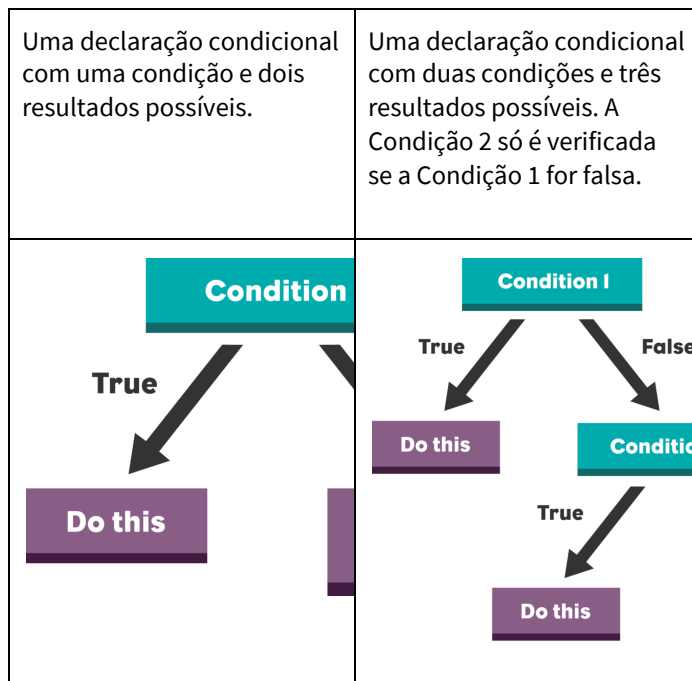 Uma declaração condicional
com uma condição e dois
resultados possíveis.
Uma declaração condicional
com duas condições e três
resultados possíveis. A
Condição 2 só é verificada
se a Condição 1 for falsa.
Condition
True
Do this
Condition 1
True
False
Do this
True
Do this